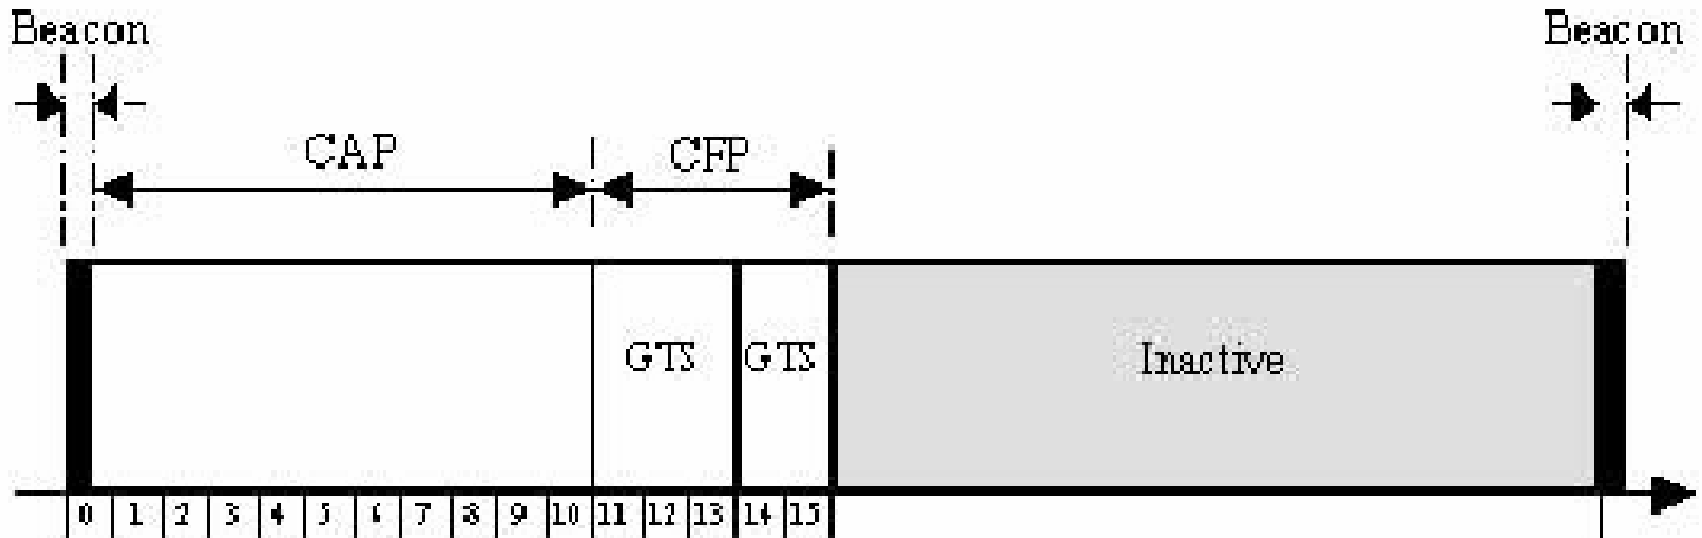 Beacon Beacon
CAP CFP
GTS GTS Inactive
0 1 2 3 4 5 6 7 8 9 10 11 12 13 14 15